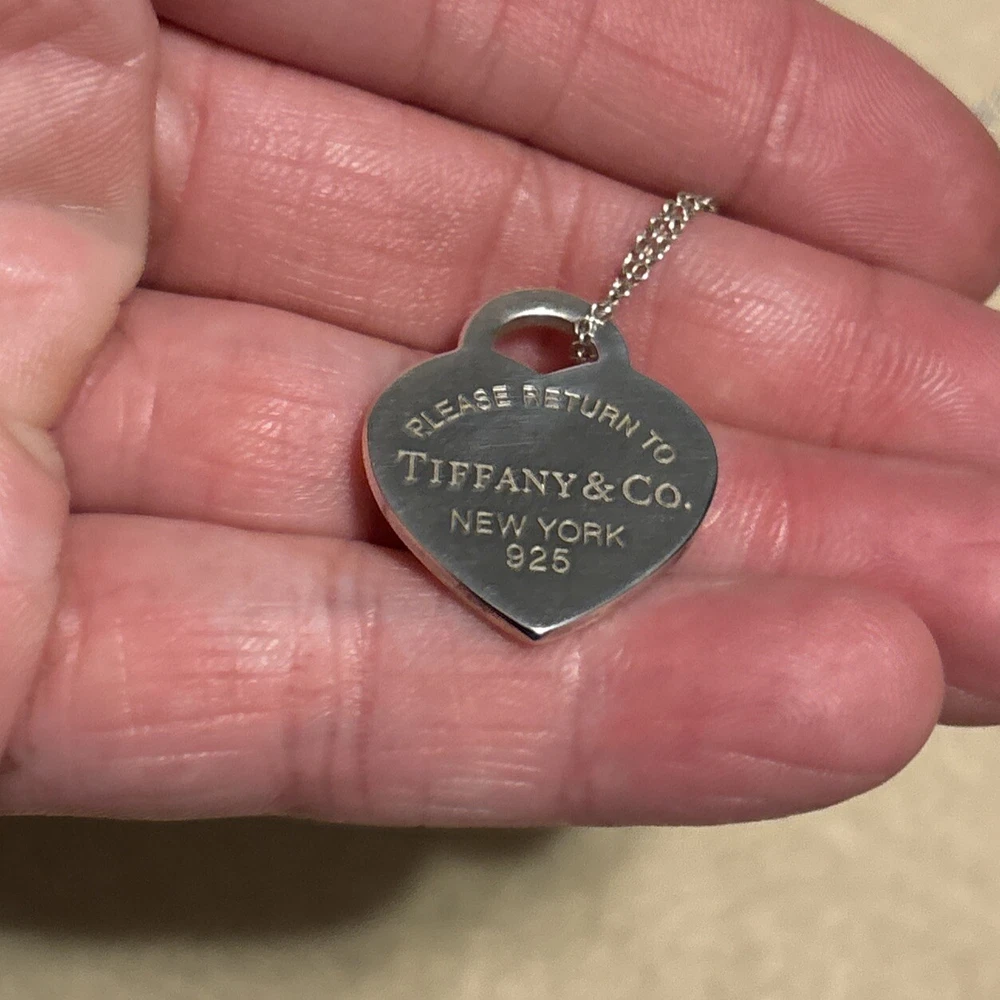 PLEASE RETURN TO
TIFFANY & CO.
NEW YORK
925